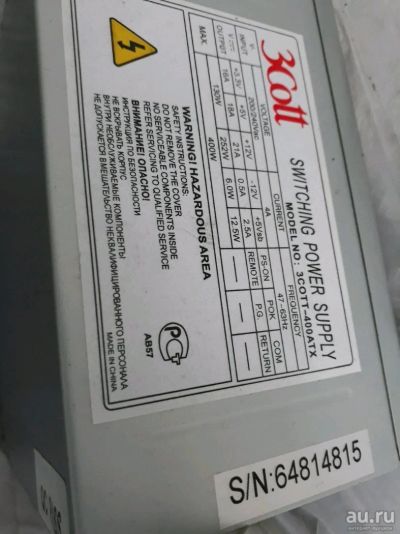 3Cott
SWITCHING POWER SUPPLY
MODEL NO: 3COTT-400ATX
VOLTAGE CURRENT FREQUENCY
INPUT 200/240Vac 4A 47~63Hz
V +3.3V +5V +12V -12V +5Vsb PS-ON POK COM
OUTPUT 16A 18A 21A 0.5A 2.5A REMOTE P.G. RETURN
MAX. 130W 252W 6.0W 12.5W — — —
400W
WARNING! HAZARDOUS AREA
SAFETY INSTRUCTIONS:
DO NOT REMOVE THE COVER
NO SERVICEABLE COMPONENTS INSIDE
REFER SERVICING TO QUALIFIED SERVICE
ВНИМАНИЕ! ОПАСНО!
ИНСТРУКЦИЯ ПО БЕЗОПАСНОСТИ:
НЕ ВСКРЫВАТЬ КОРПУС
ВНУТРИ НЕОБСЛУЖИВАЕМЫЕ КОМПОНЕНТЫ
НЕ ДОПУСКАЕТСЯ ВМЕШАТЕЛЬСТВО НЕКВАЛИФИЦИРОВАННОГО ПЕРСОНАЛА
MADE IN CHINA
АВ57
S/N:64814815
au.ru